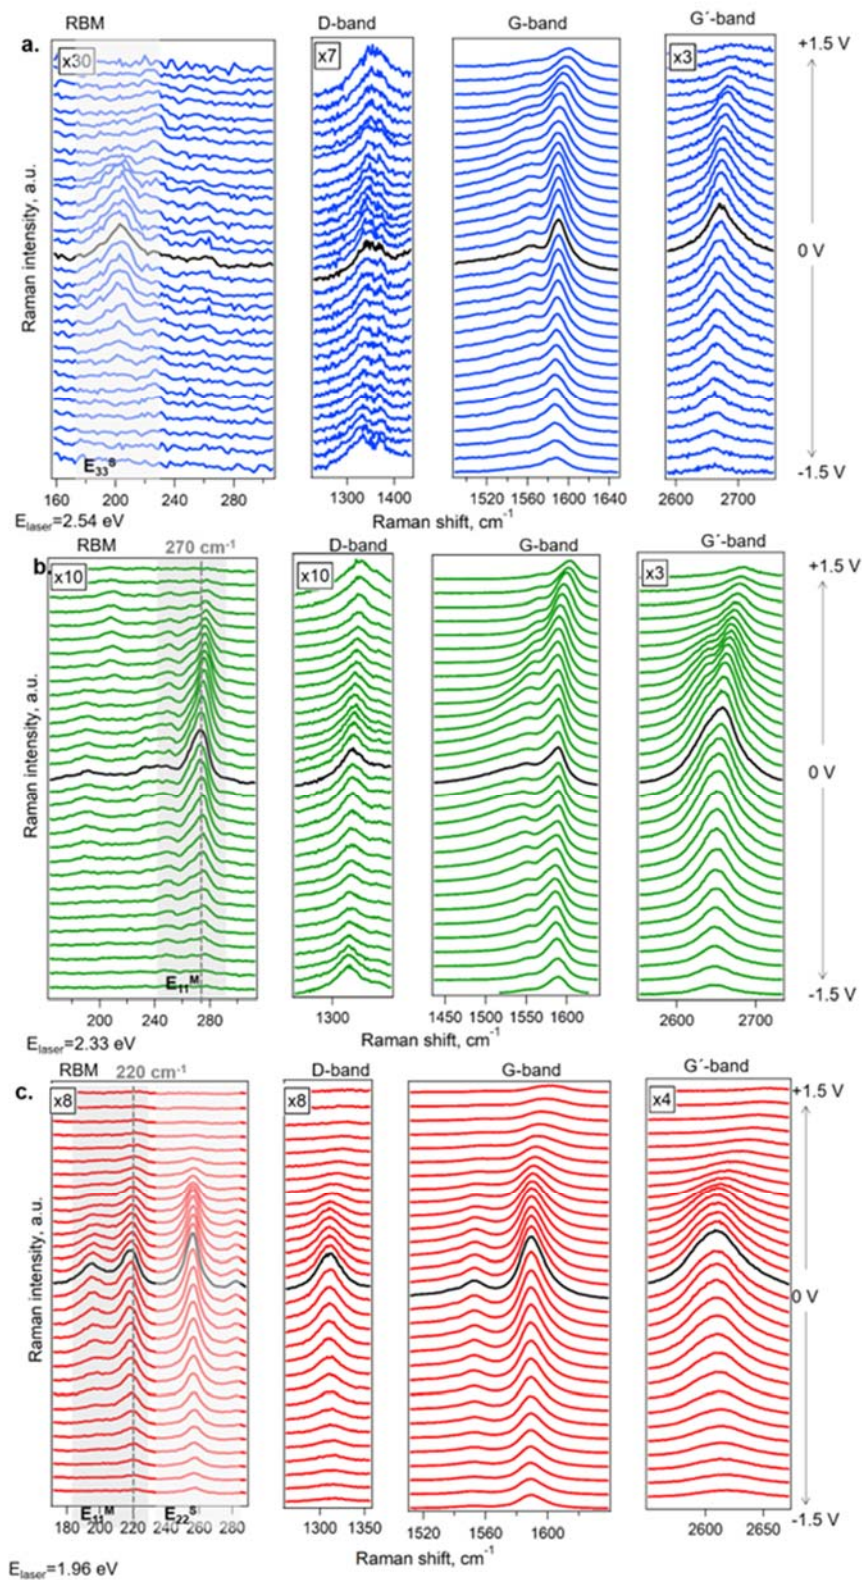 RBM D-band G-band G´-band
a.
x30 x7 x3
+1.5 V
Raman intensity, a.u.
0 V
E33S
-1.5 V
160 200 240 280 1300 1400 1520 1560 1600 1640 2600 2700
Elaser=2.54 eV
Raman shift, cm-1
RBM 270 cm-1 D-band G-band G´-band
b.
x10 x10 x3
+1.5 V
Raman intensity, a.u.
0 V
E11M
-1.5 V
200 240 280 1300 1450 1500 1550 1600 2600 2700
Elaser=2.33 eV
Raman shift, cm-1
RBM 220 cm-1 D-band G-band G´-band
c.
x8 x8 x4
+1.5 V
Raman intensity, a.u.
0 V
E11M E22S
-1.5 V
180 200 220 240 260 280 1300 1350 1520 1560 1600 2600 2650
Raman shift, cm-1
Elaser=1.96 eV